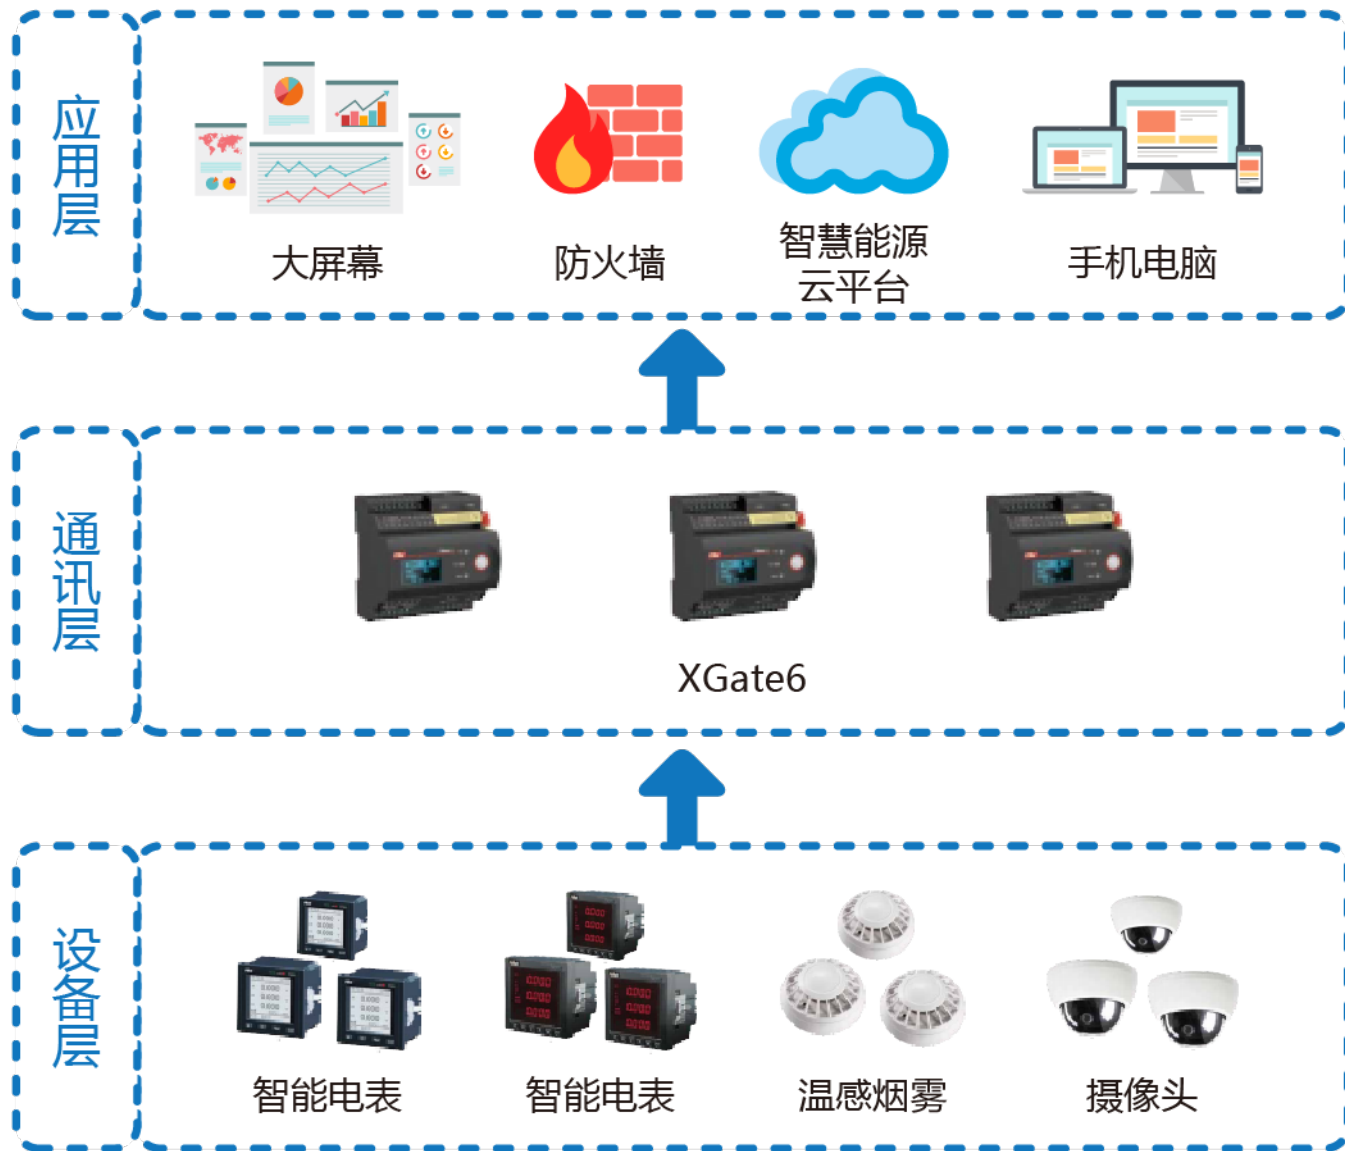 应用层
大屏幕
防火墙
智慧能源
云平台
手机电脑
通讯层
XGate6
设备层
智能电表
智能电表
温感烟雾
摄像头